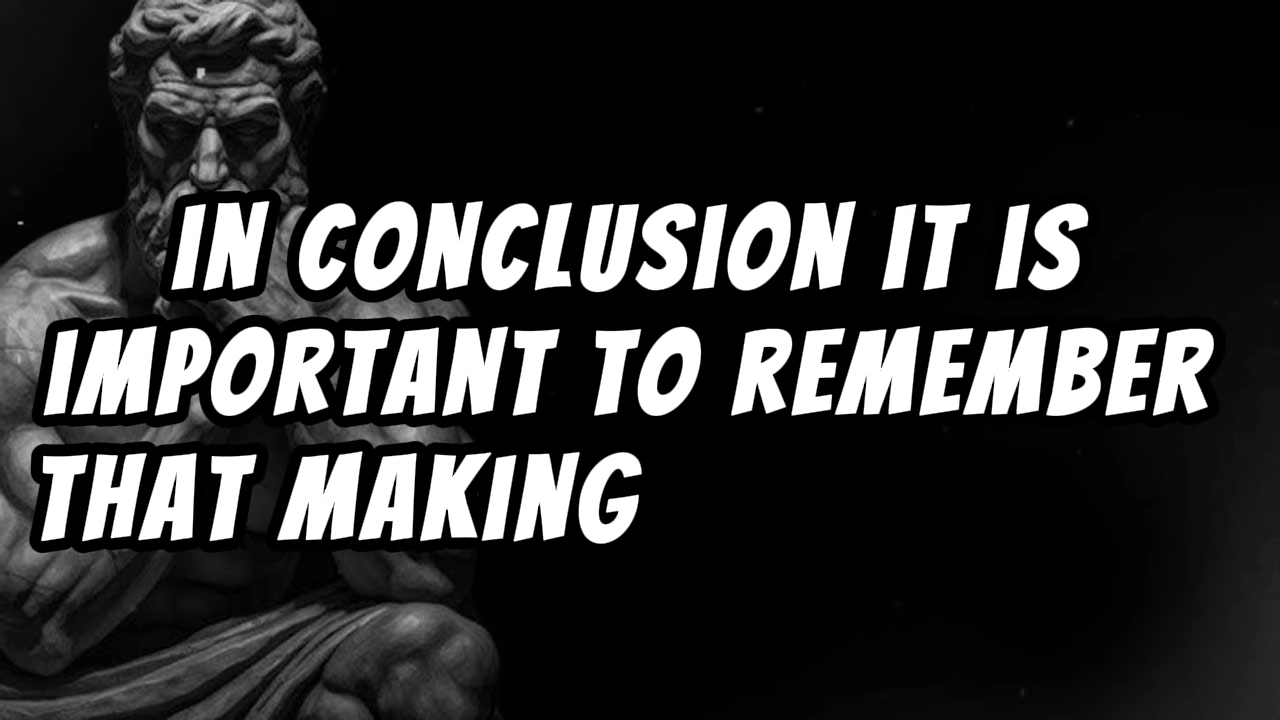 IN CONCLUSION IT IS
IMPORTANT TO REMEMBER
THAT MAKING